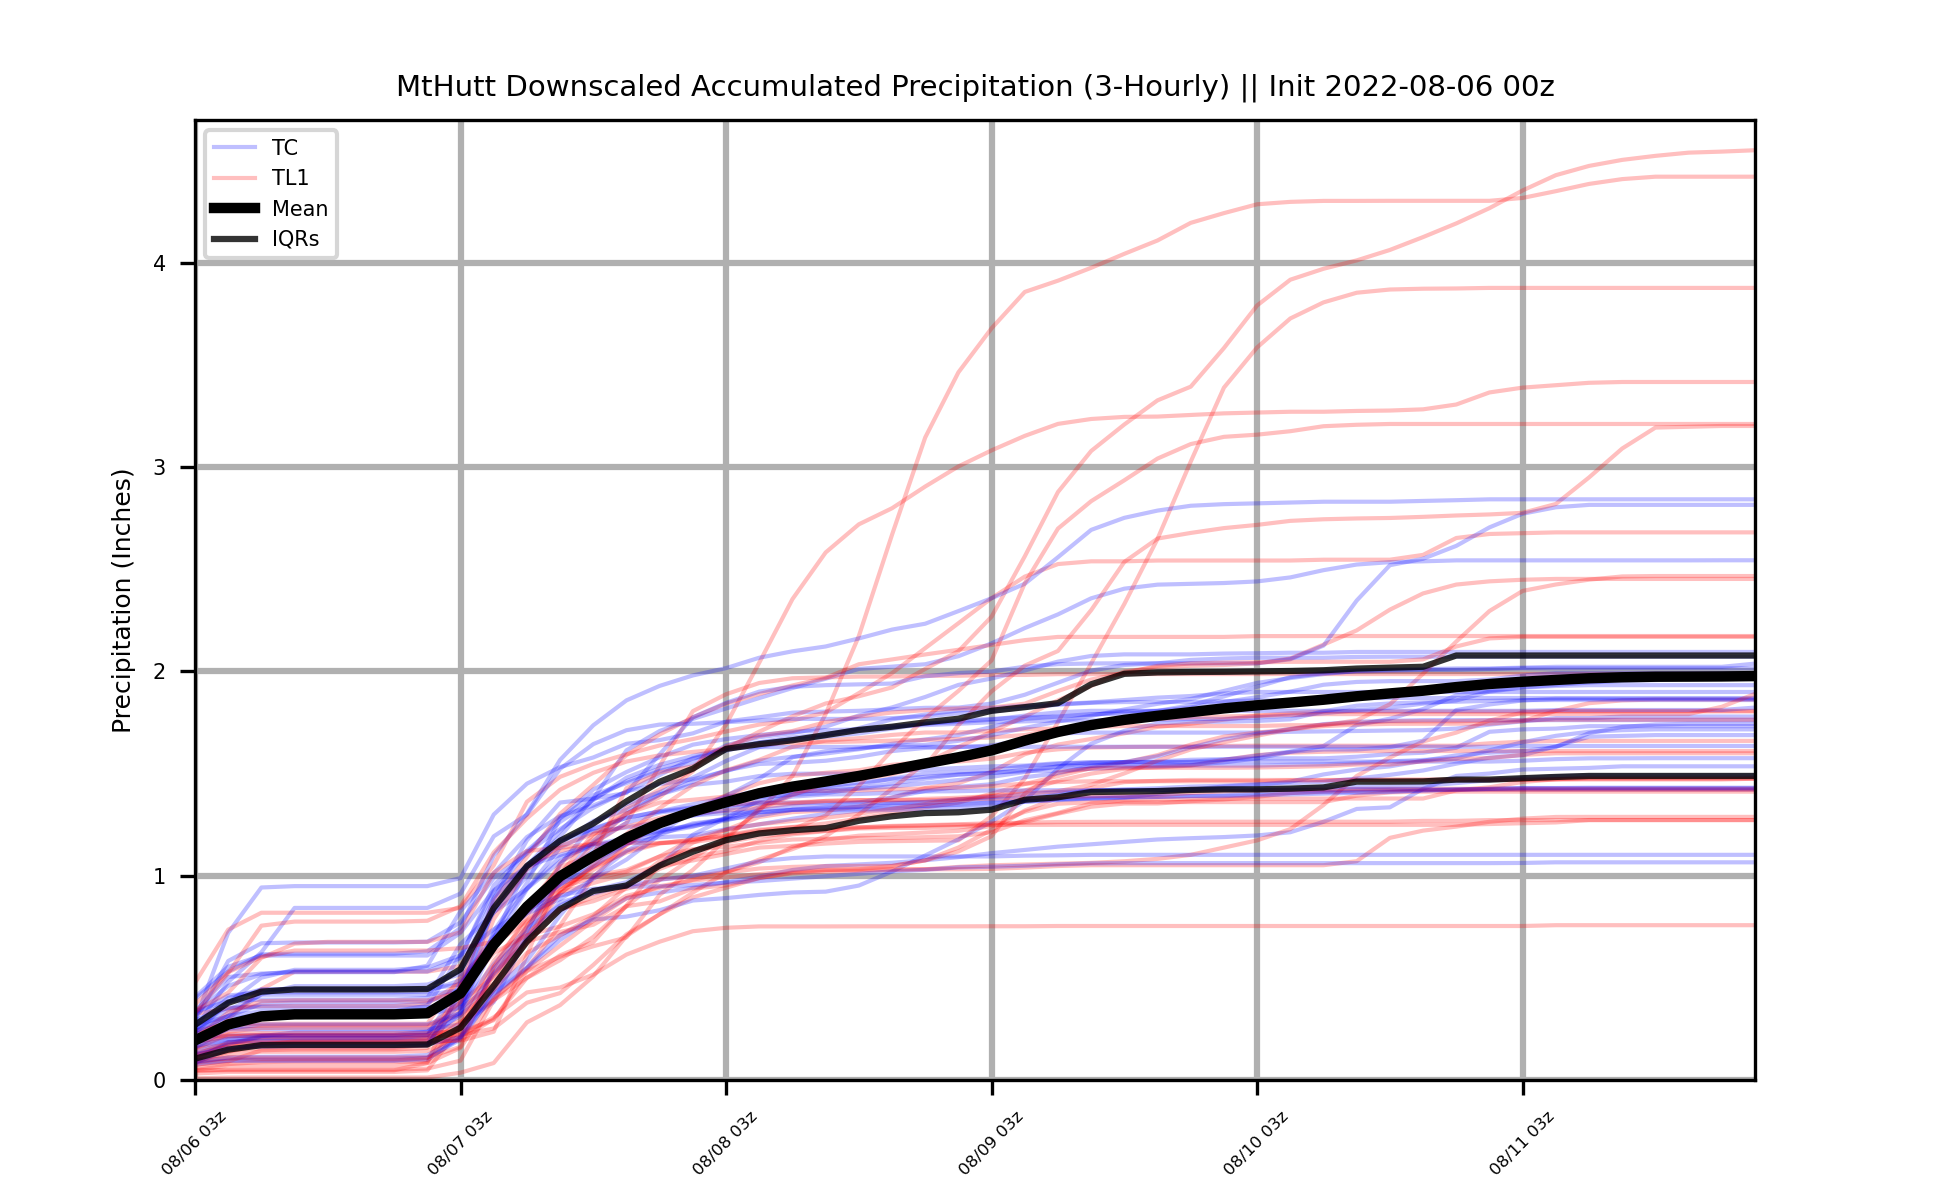 MtHutt Downscaled Accumulated Precipitation (3-Hourly) || Init 2022-08-06 00z
TC
TL1
Mean
IQRs
Precipitation (Inches)
4
3
2
1
0
08/06 03z
08/07 03z
08/08 03z
08/09 03z
08/10 03z
08/11 03z